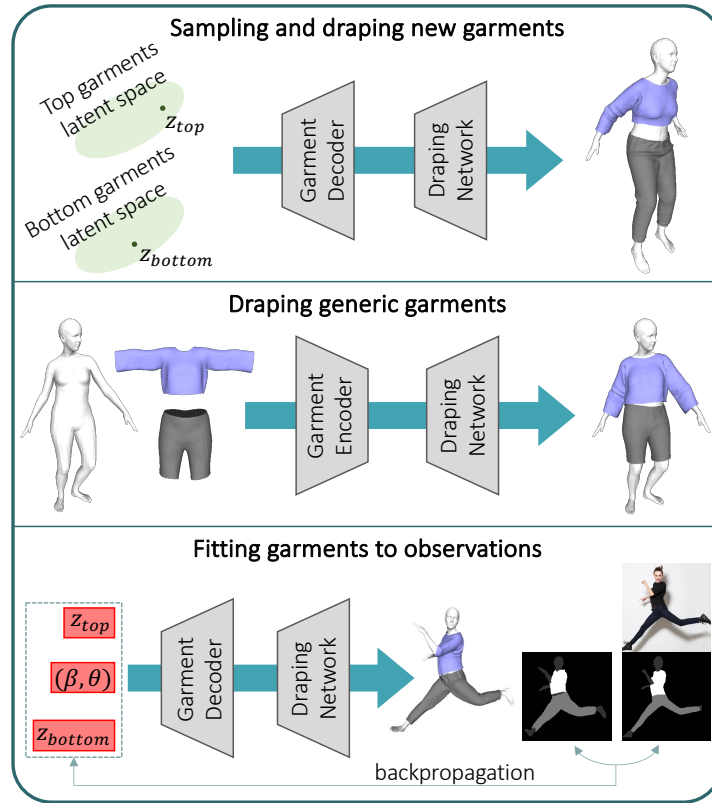 Sampling and draping new garments
Top garments
latent space
z_top
Bottom garments
latent space
z_bottom
Garment
Decoder
Draping
Network
Draping generic garments
Garment
Encoder
Draping
Network
Fitting garments to observations
z_top
(β, θ)
z_bottom
Garment
Decoder
Draping
Network
backpropagation